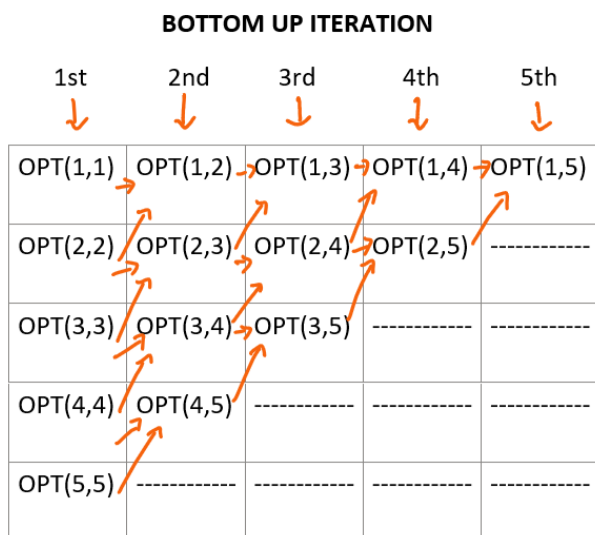 BOTTOM UP ITERATION
1st 2nd 3rd 4th 5th
OPT(1,1) OPT(1,2) OPT(1,3) OPT(1,4) OPT(1,5)
OPT(2,2) OPT(2,3) OPT(2,4) OPT(2,5) ------------
OPT(3,3) OPT(3,4) OPT(3,5) ------------ ------------
OPT(4,4) OPT(4,5) ------------ ------------ ------------
OPT(5,5) ------------ ------------ ------------ ------------